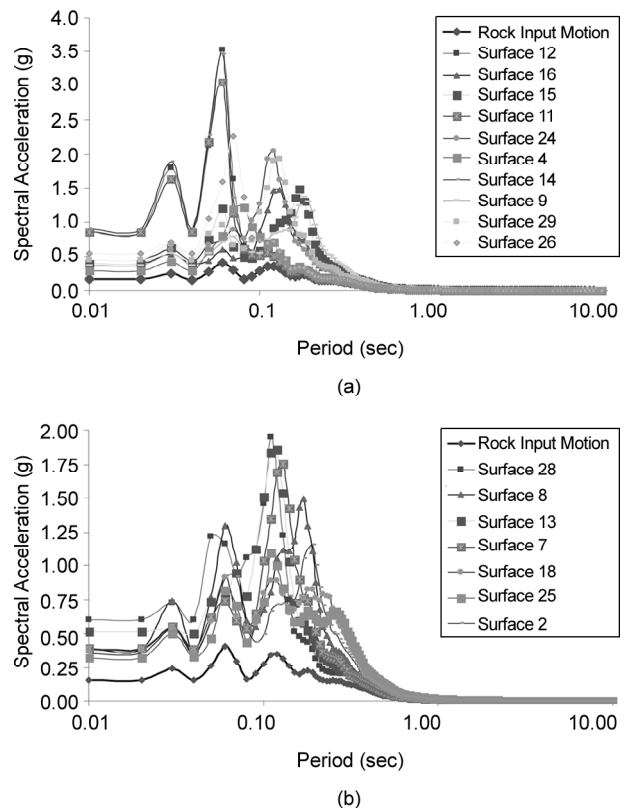 Spectral Acceleration (g)
4.0
3.5
3.0
2.5
2.0
1.5
1.0
0.5
0.0
0.01
0.1
1.00
10.00
Period (sec)
Rock Input Motion
Surface 12
Surface 16
Surface 15
Surface 11
Surface 24
Surface 4
Surface 14
Surface 9
Surface 29
Surface 26
(a)
Spectral Acceleration (g)
2.00
1.75
1.50
1.25
1.00
0.75
0.50
0.25
0.00
0.01
0.10
1.00
10.00
Period (sec)
Rock Input Motion
Surface 28
Surface 8
Surface 13
Surface 7
Surface 18
Surface 25
Surface 2
(b)